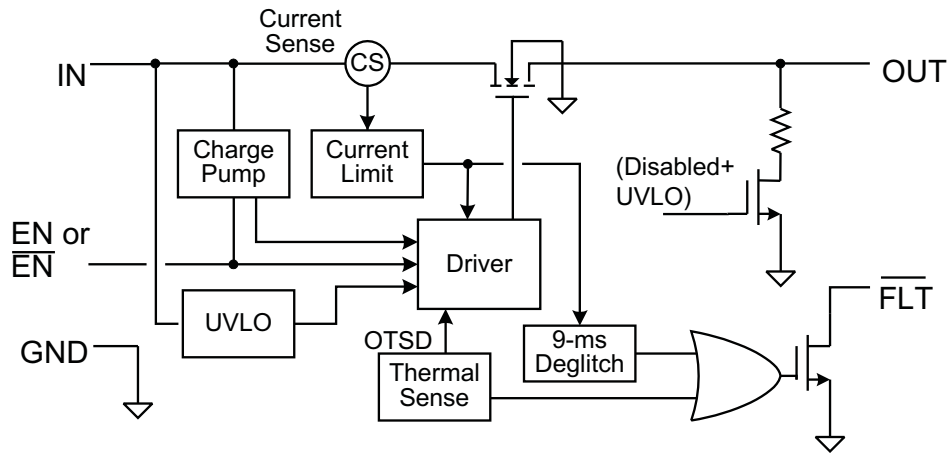 Current
Sense
IN
CS
OUT
Charge
Pump
Current
Limit
(Disabled+
UVLO)
EN or
EN
Driver
FLT
UVLO
GND
OTSD
9-ms
Deglitch
Thermal
Sense